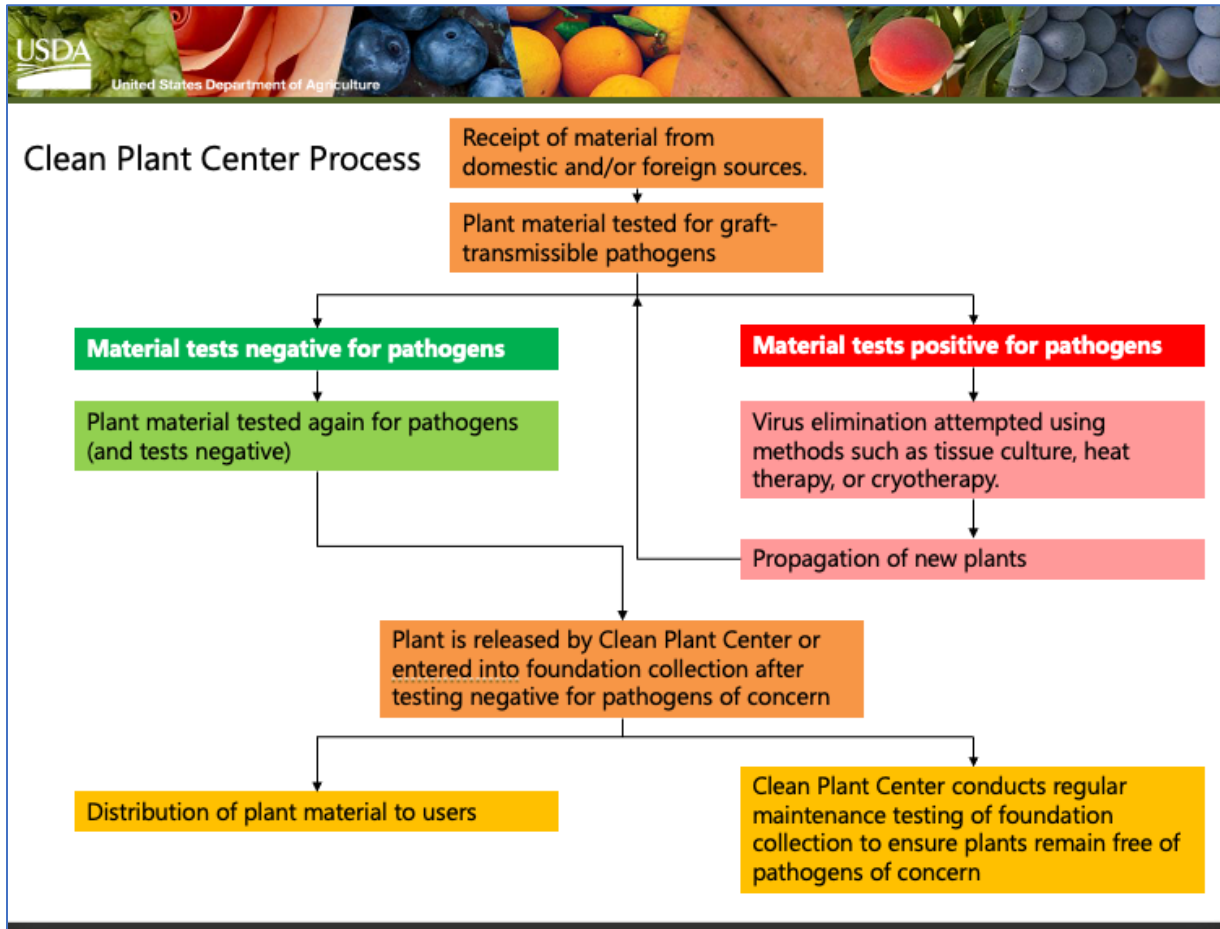 USDA
United States Department of Agriculture
Clean Plant Center Process
Receipt of material from
domestic and/or foreign sources.
Plant material tested for graft-
transmissible pathogens
Material tests negative for pathogens
Material tests positive for pathogens
Plant material tested again for pathogens
(and tests negative)
Virus elimination attempted using
methods such as tissue culture, heat
therapy, or cryotherapy.
Propagation of new plants
Plant is released by Clean Plant Center or
entered into foundation collection after
testing negative for pathogens of concern
Distribution of plant material to users
Clean Plant Center conducts regular
maintenance testing of foundation
collection to ensure plants remain free of
pathogens of concern